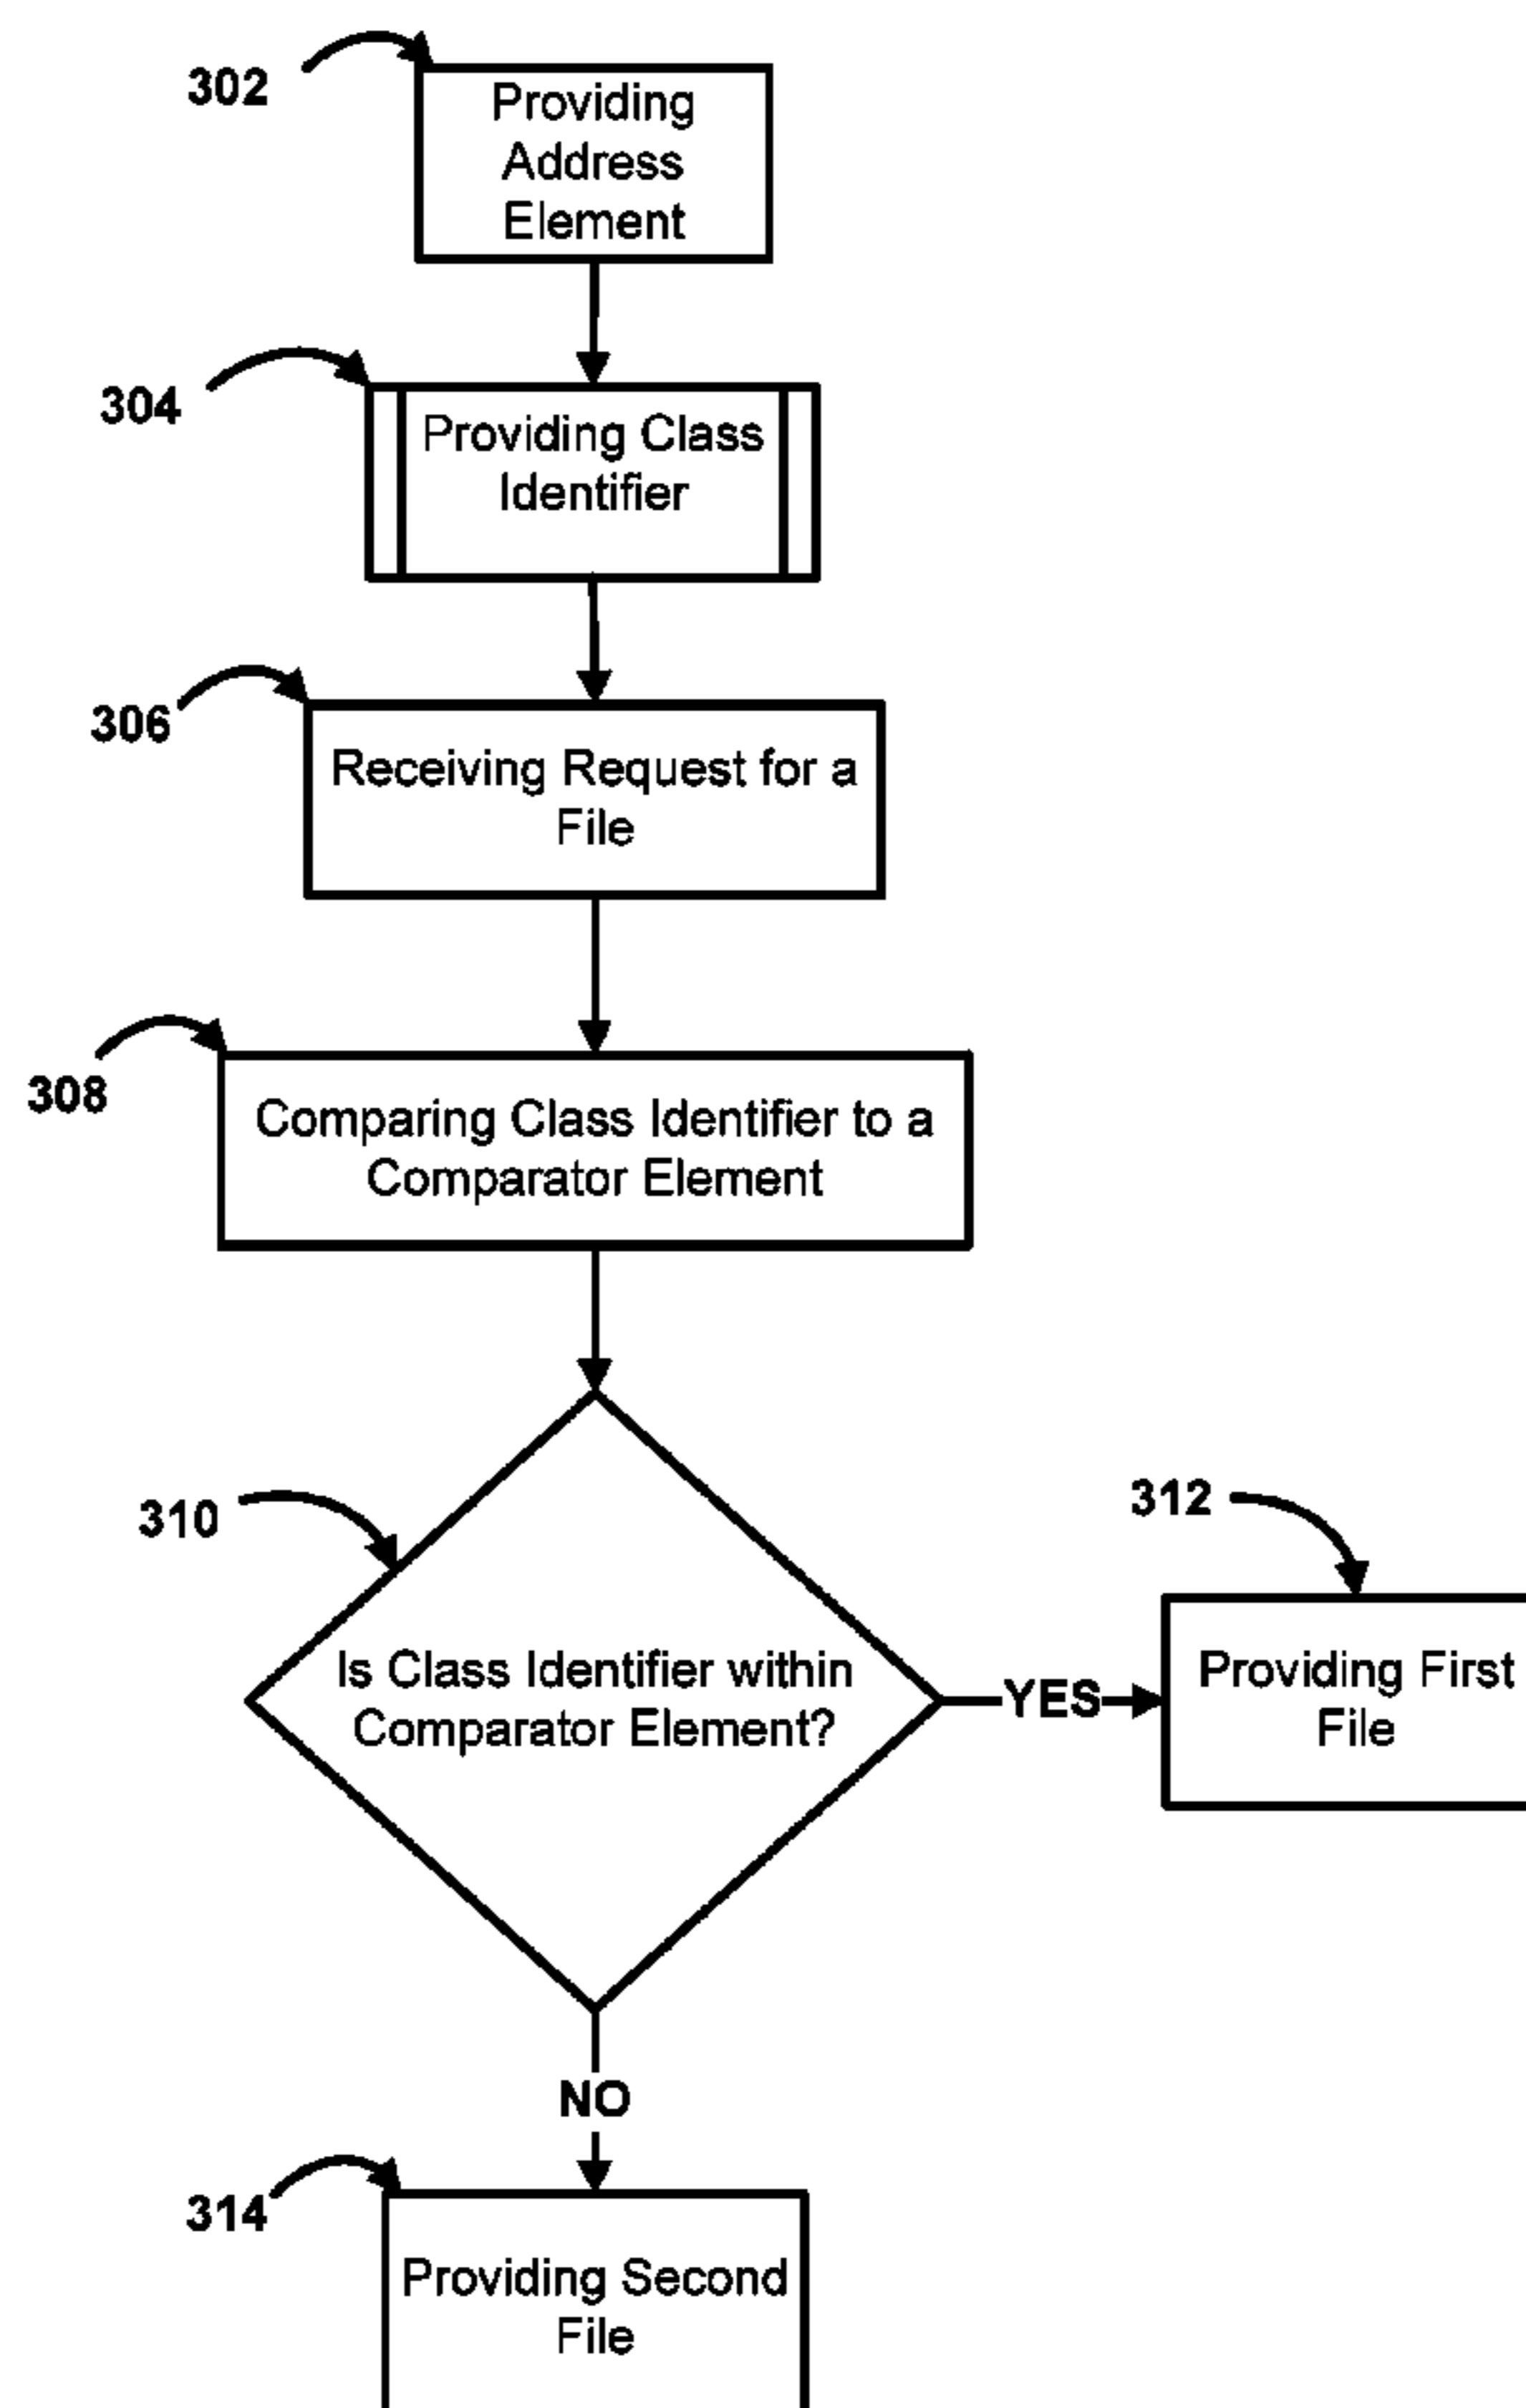 302
Providing
Address
Element
304
Providing Class
Identifier
306
Receiving Request for a
File
308
Comparing Class Identifier to a
Comparator Element
310
Is Class Identifier within
Comparator Element?
YES
312
Providing First
File
NO
314
Providing Second
File